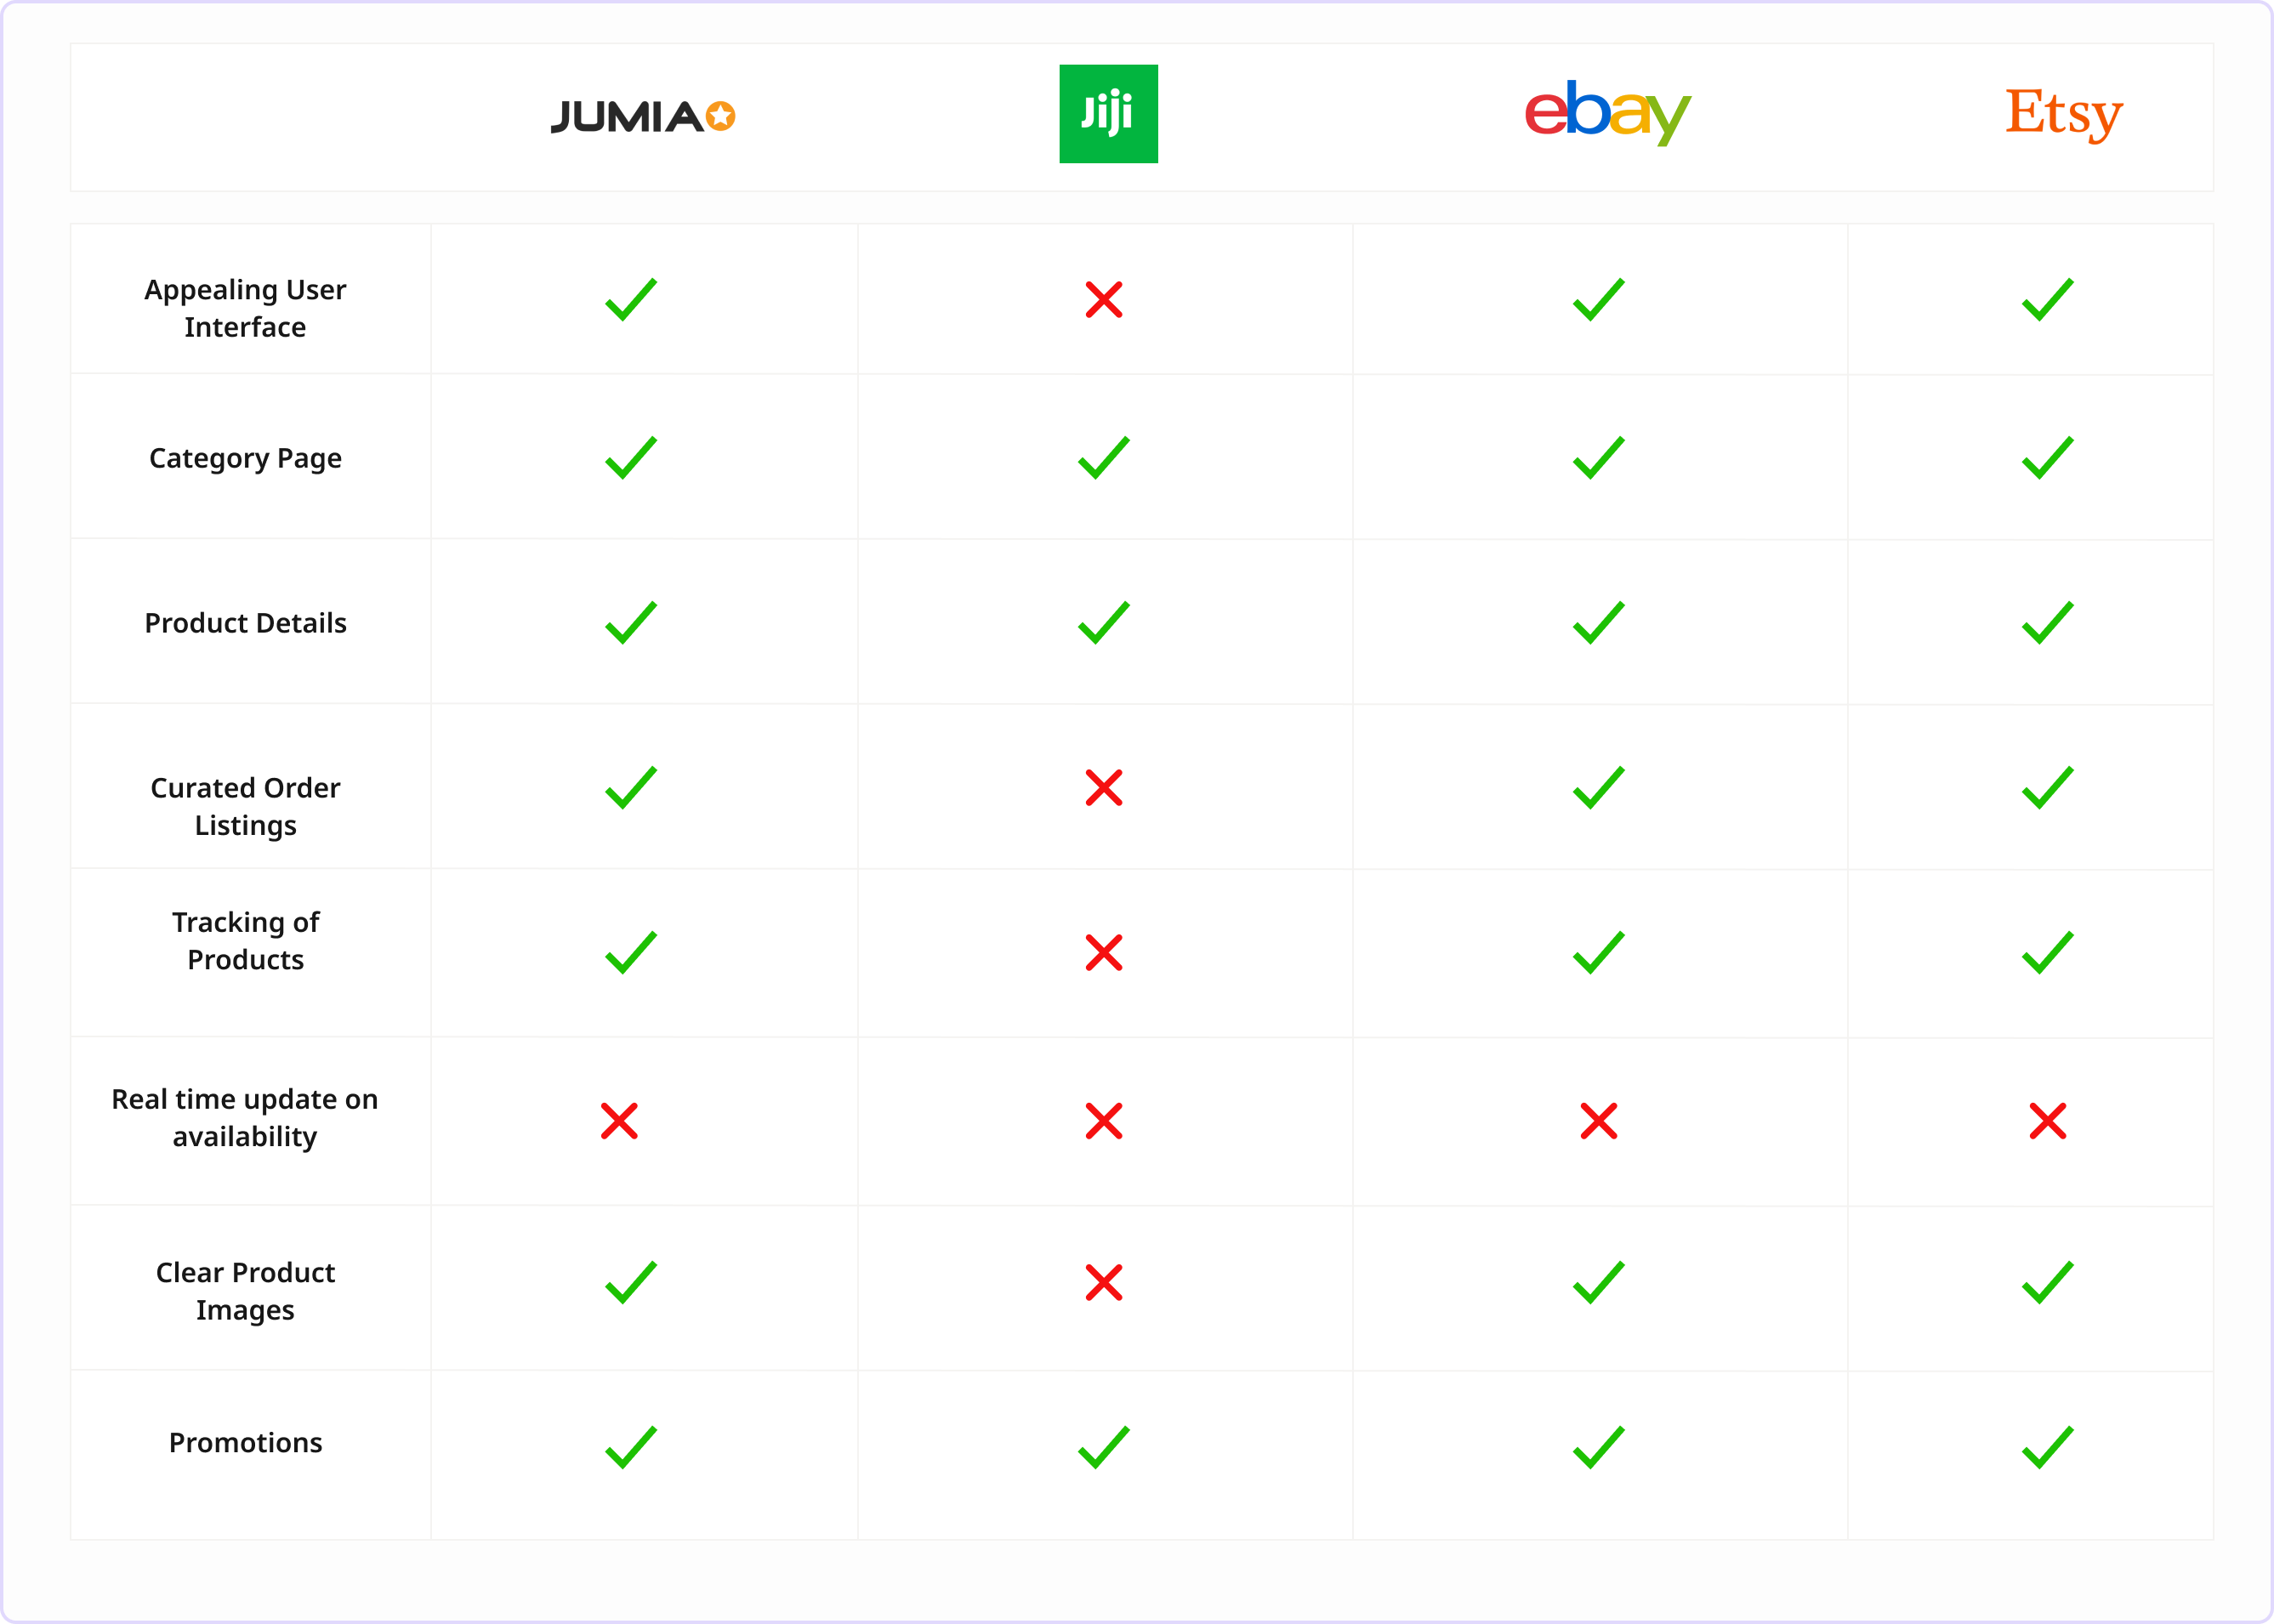 JUMIA
Jiji
ebay
Etsy
Appealing User
Interface
Category Page
Product Details
Curated Order
Listings
Tracking of
Products
Real time update on
availability
Clear Product
Images
Promotions